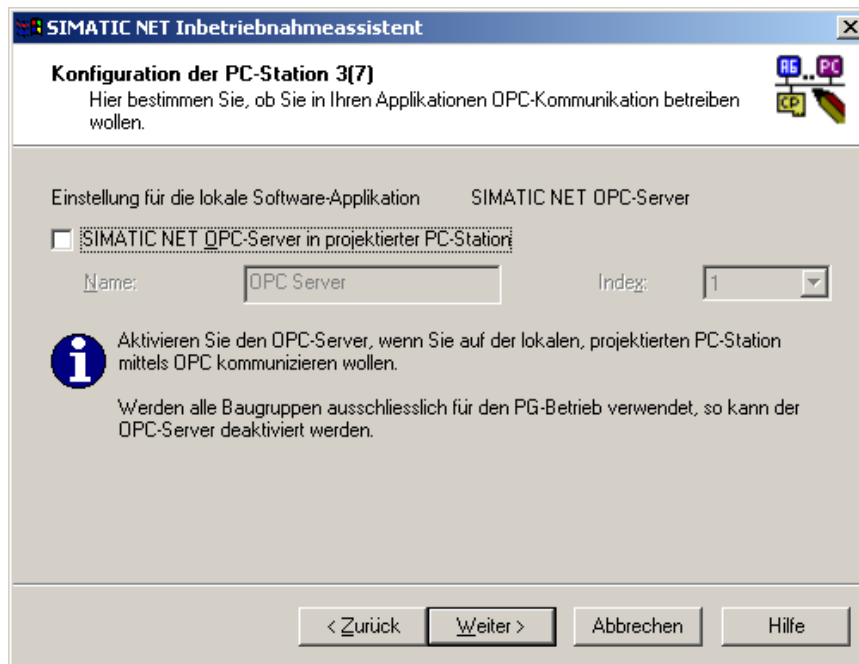 SIMATIC NET Inbetriebnahmeassistent
Konfiguration der PC-Station 3(7)
Hier bestimmen Sie, ob Sie in Ihren Applikationen OPC-Kommunikation betreiben
wollen.
AG PC
CP
Einstellung für die lokale Software-Applikation SIMATIC NET OPC-Server
SIMATIC NET OPC-Server in projektierter PC-Station
Name: OPC Server Index: 1
Aktivieren Sie den OPC-Server, wenn Sie auf der lokalen, projektierten PC-Station
mittels OPC kommunizieren wollen.
Werden alle Baugruppen ausschliesslich für den PG-Betrieb verwendet, so kann der
OPC-Server deaktiviert werden.
< Zurück Weiter > Abbrechen Hilfe